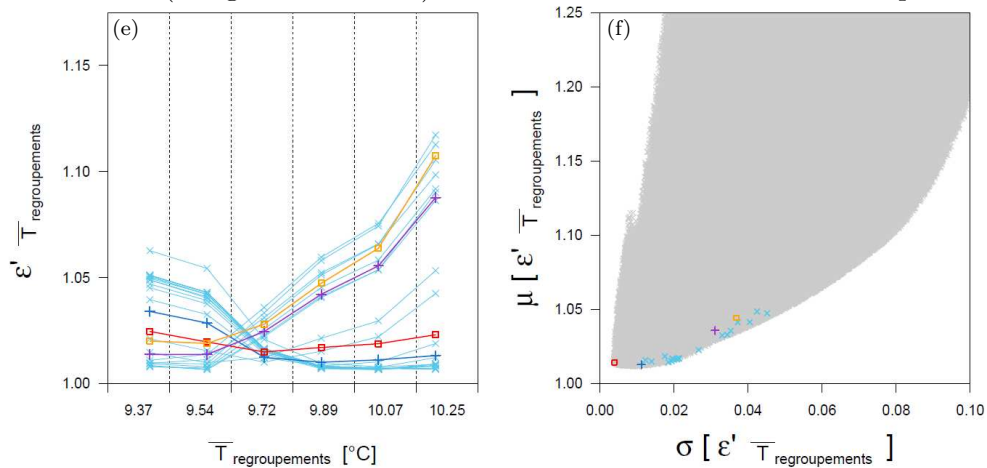 (e)
1.15
1.10
1.05
1.00
ε' T regroupements
9.37 9.54 9.72 9.89 10.07 10.25
T regroupements [°C]
(f)
1.25
1.20
1.15
1.10
1.05
1.00
μ [ ε' T regroupements ]
0.00 0.02 0.04 0.06 0.08 0.10
σ [ ε' T regroupements ]